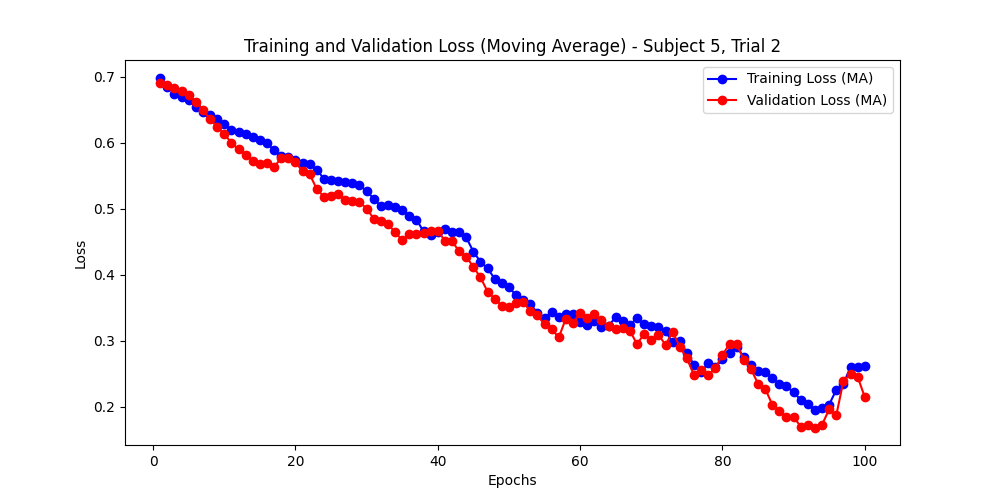 Training and Validation Loss (Moving Average) - Subject 5, Trial 2
Training Loss (MA)
Validation Loss (MA)
0.7
0.6
0.5
0.4
0.3
0.2
Loss
0
20
40
60
80
100
Epochs